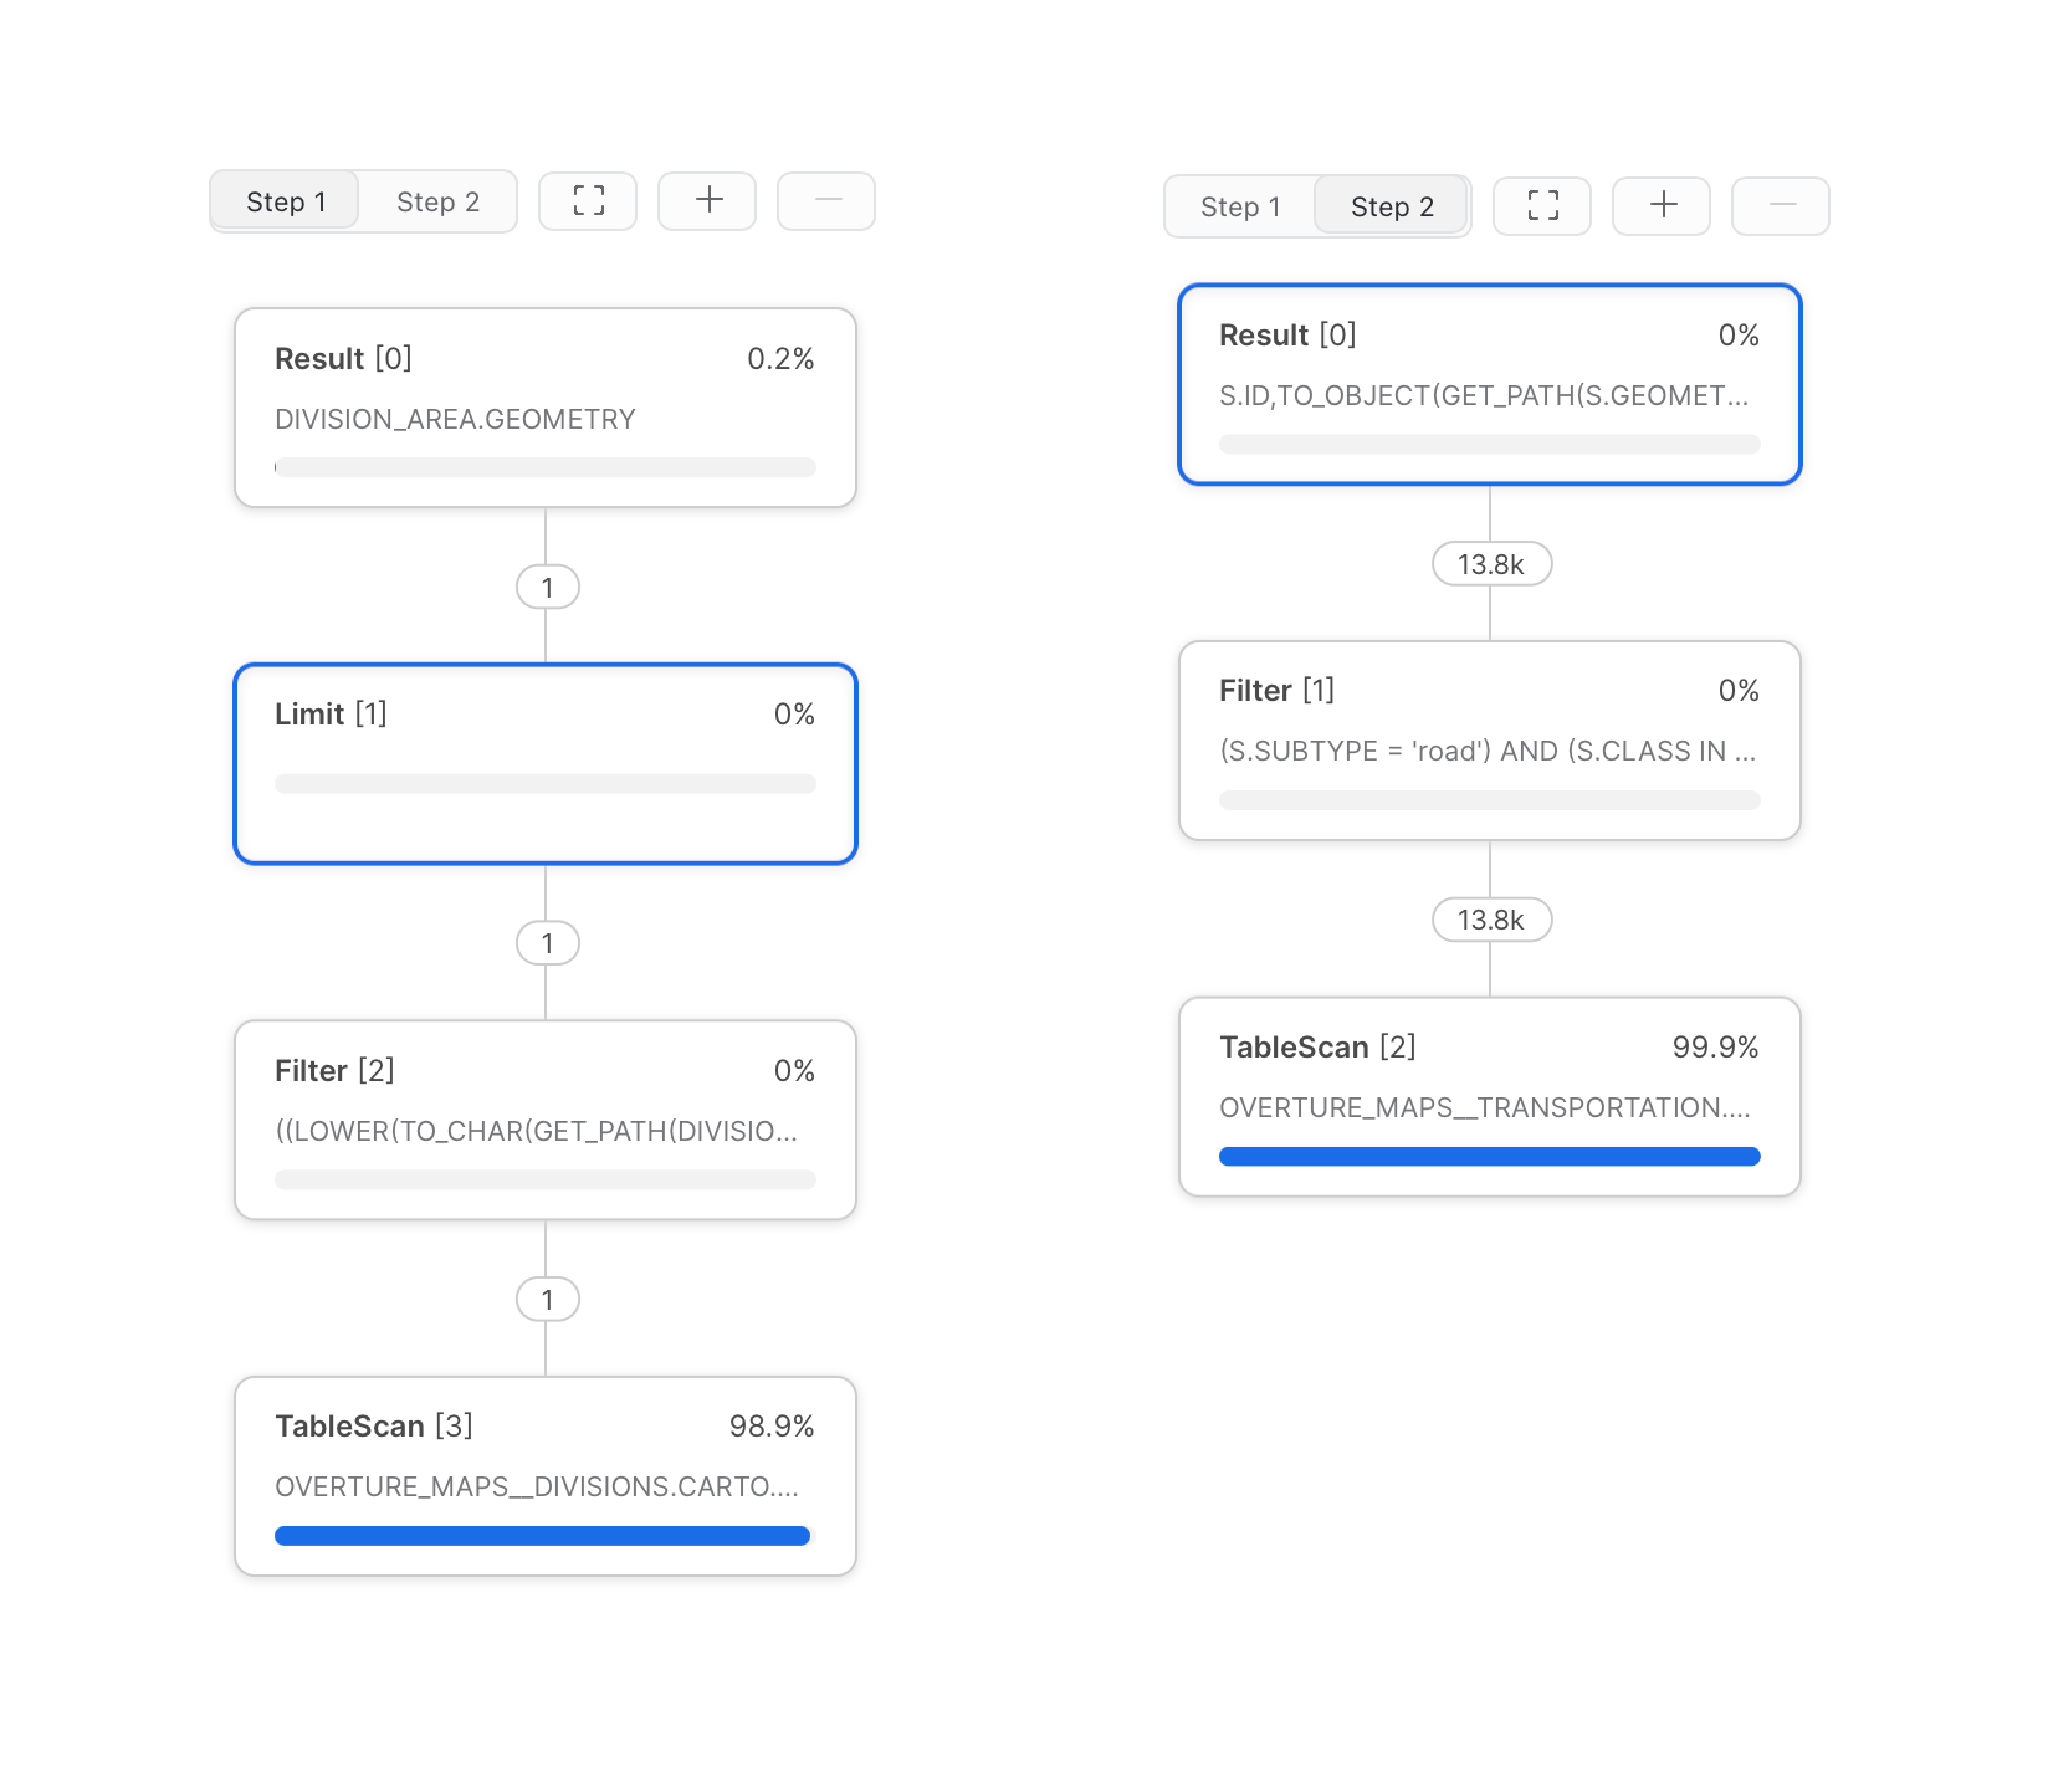 Step 1 Step 2
Result [0] 0.2%
DIVISION_AREA.GEOMETRY
1
Limit [1] 0%
1
Filter [2] 0%
((LOWER(TO_CHAR(GET_PATH(DIVISIO...
1
TableScan [3] 98.9%
OVERTURE_MAPS__DIVISIONS.CARTO....
Step 1 Step 2
Result [0] 0%
S.ID,TO_OBJECT(GET_PATH(S.GEOMET...
13.8k
Filter [1] 0%
(S.SUBTYPE = 'road') AND (S.CLASS IN ...
13.8k
TableScan [2] 99.9%
OVERTURE_MAPS__TRANSPORTATION....